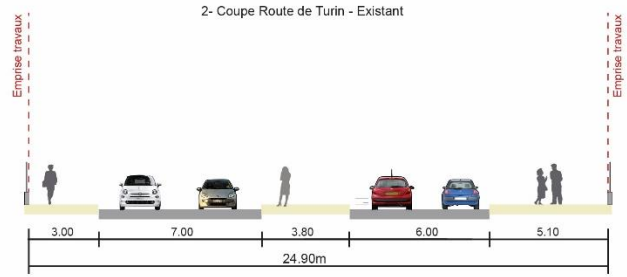 2- Coupe Route de Turin - Existant
Emprise travaux
Emprise travaux
3.00 7.00 3.80 6.00 5.10
24.90m